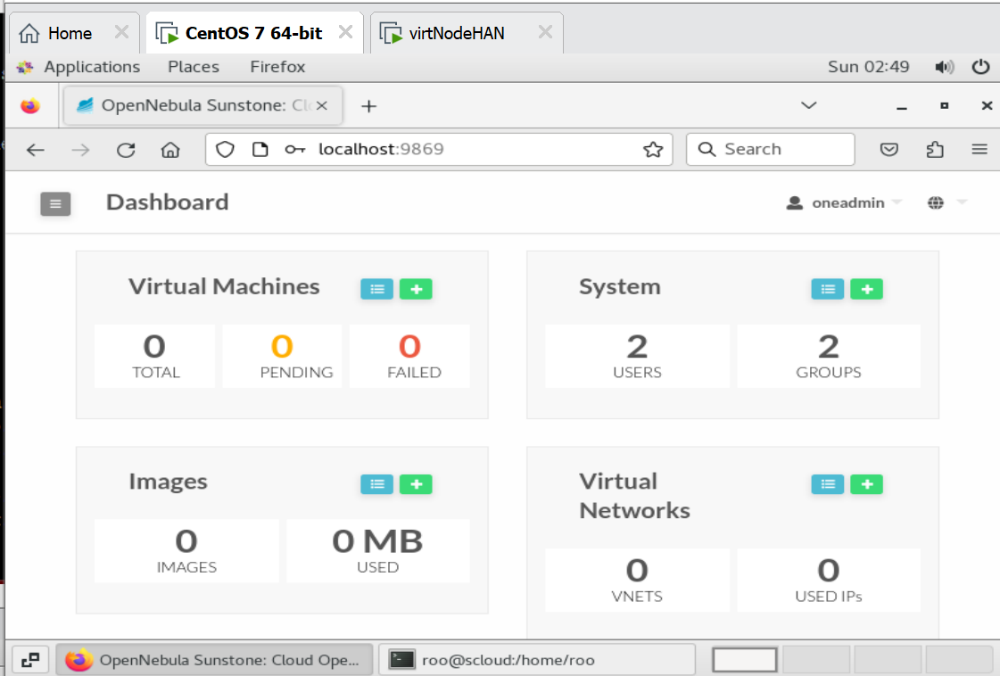 Home
CentOS 7 64-bit
virtNodeHAN
Applications Places Firefox Sun 02:49
OpenNebula Sunstone: Clo
localhost:9869 Search
Dashboard oneadmin
Virtual Machines
0 TOTAL
0 PENDING
0 FAILED
System
2 USERS
2 GROUPS
Images
0 IMAGES
0 MB USED
Virtual
Networks
0 VNETS
0 USED IPs
OpenNebula Sunstone: Cloud Ope... roo@scloud:/home/roo